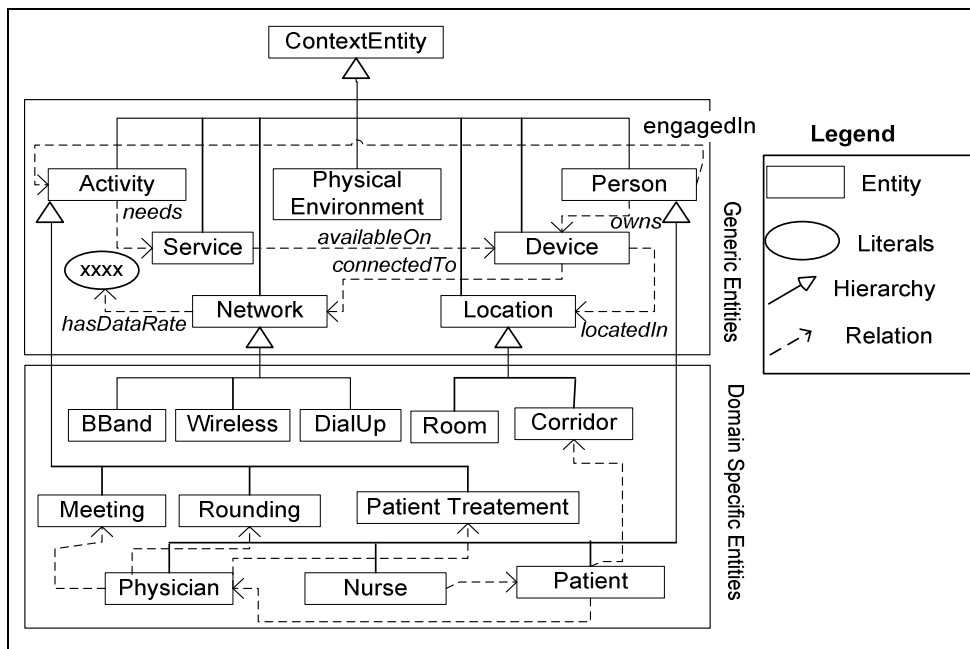 ContextEntity
engagedIn
Legend
Activity
Physical
Environment
Person
Entity
needs
owns
Service
availableOn
Device
Literals
xxxx
connectedTo
Hierarchy
hasDataRate
Network
Location
locatedIn
Relation
Generic Entities
BBand
Wireless
DialUp
Room
Corridor
Meeting
Rounding
Patient Treatement
Physician
Nurse
Patient
Domain Specific Entities